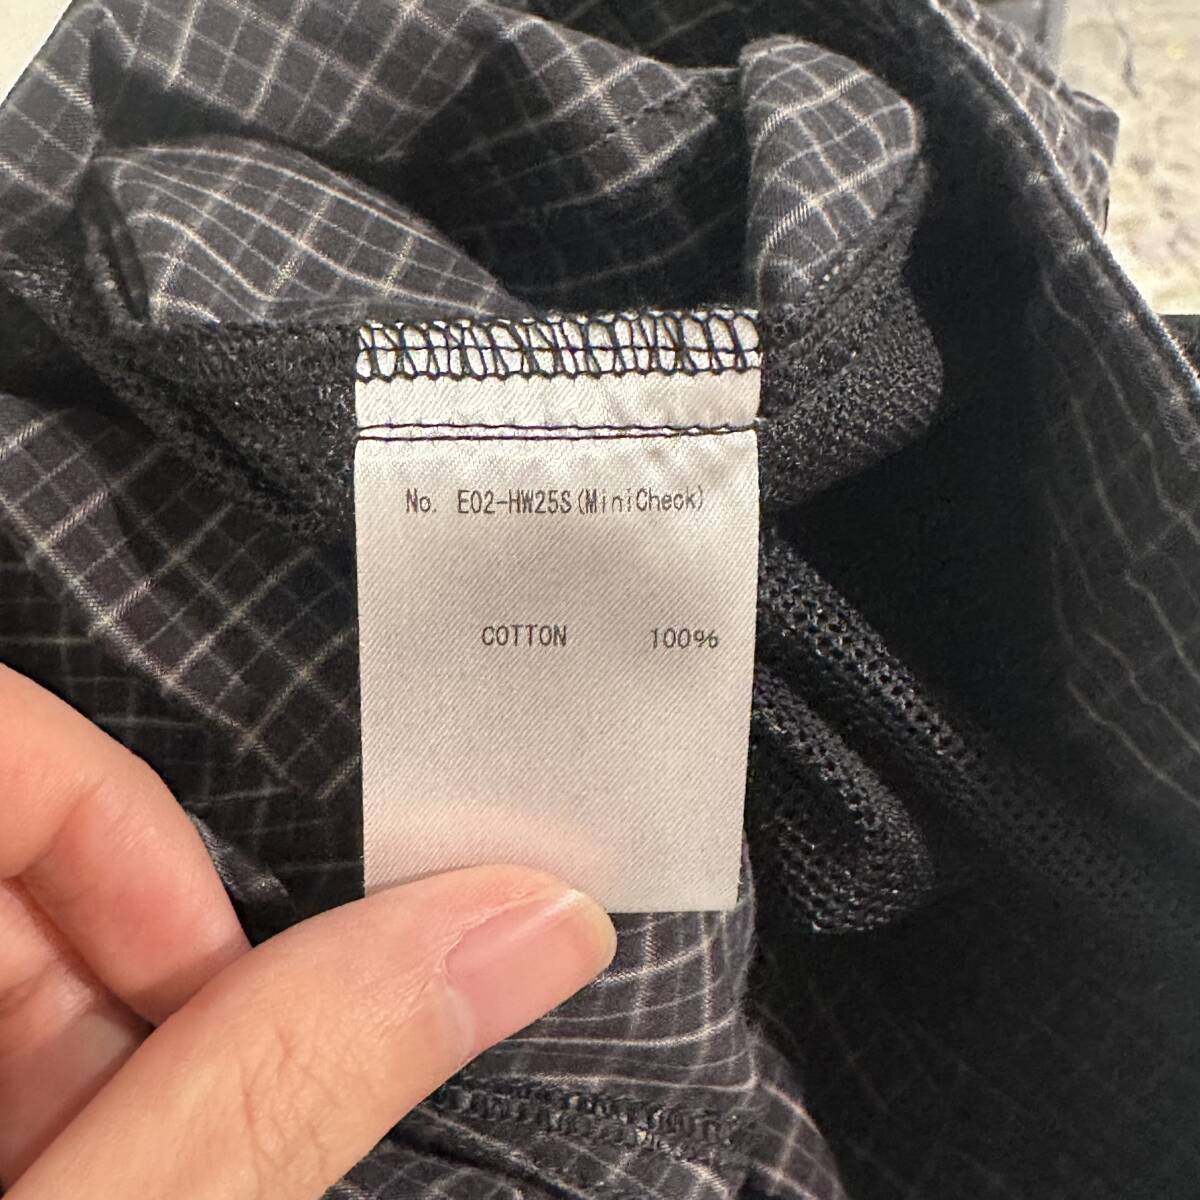 No. E02-HW25S(MiniCheck)
COTTON 100%